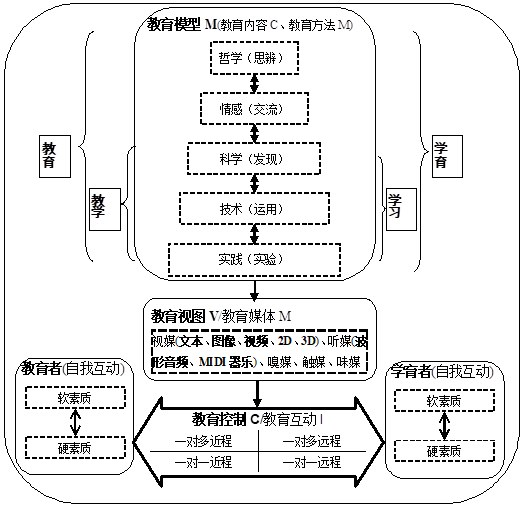 教育模型 M(教育内容 C、教育方法 M)
哲学（思辨）
情感（交流）
科学（发现）
技术（运用）
实践（实验）
教育
教学
学习
学育
教育视图 V/教育媒体 M
视媒(文本、图像、视频、2D、3D)、听媒(波
形音频、MIDI 器乐)、嗅媒、触媒、味媒
教育者(自我互动)
软素质
硬素质
学育者(自我互动)
软素质
硬素质
教育控制 C/教育互动 I
一对多近程
一对多远程
一对一近程
一对一远程